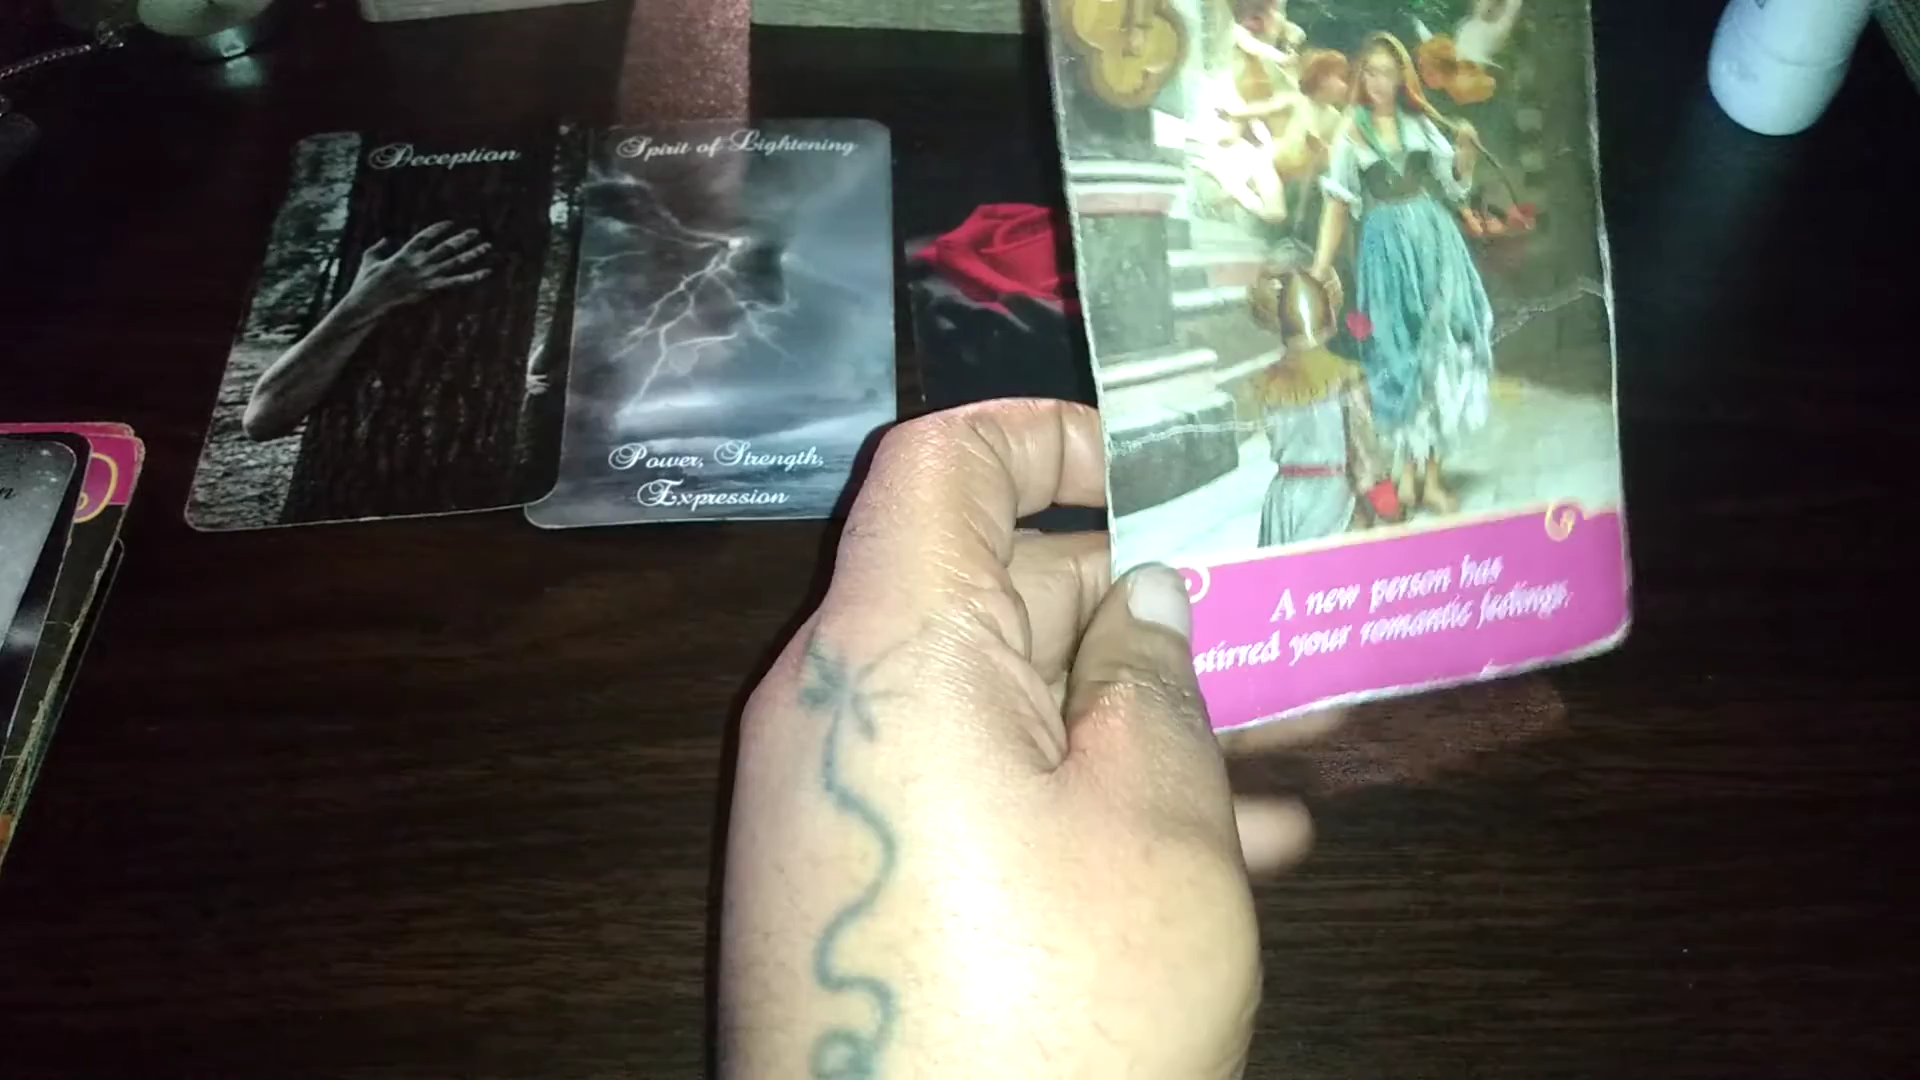 Deception
Spirit of Lightening
Power, Strength,
Expression
A new person has
stirred your romantic feelings.